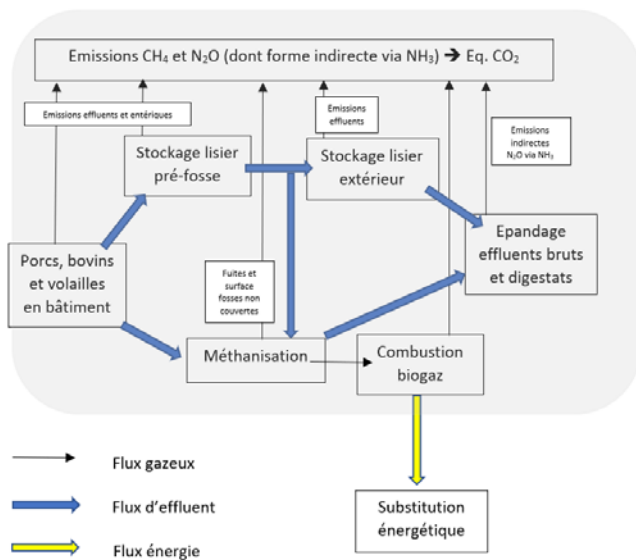 Emissions CH₄ et N₂O (dont forme indirecte via NH₃) → Eq. CO₂
Emissions effluents et entériques
Emissions
effluents
Emissions
indirectes
N₂O via NH₃
Stockage lisier
pré-fosse
Stockage lisier
extérieur
Porcs, bovins
et volailles
en bâtiment
Fuites et
surface
fosses non
couvertes
Epandage
effluents bruts
et digestats
Méthanisation
Combustion
biogaz
Flux gazeux
Flux d'effluent
Flux énergie
Substitution
énergétique